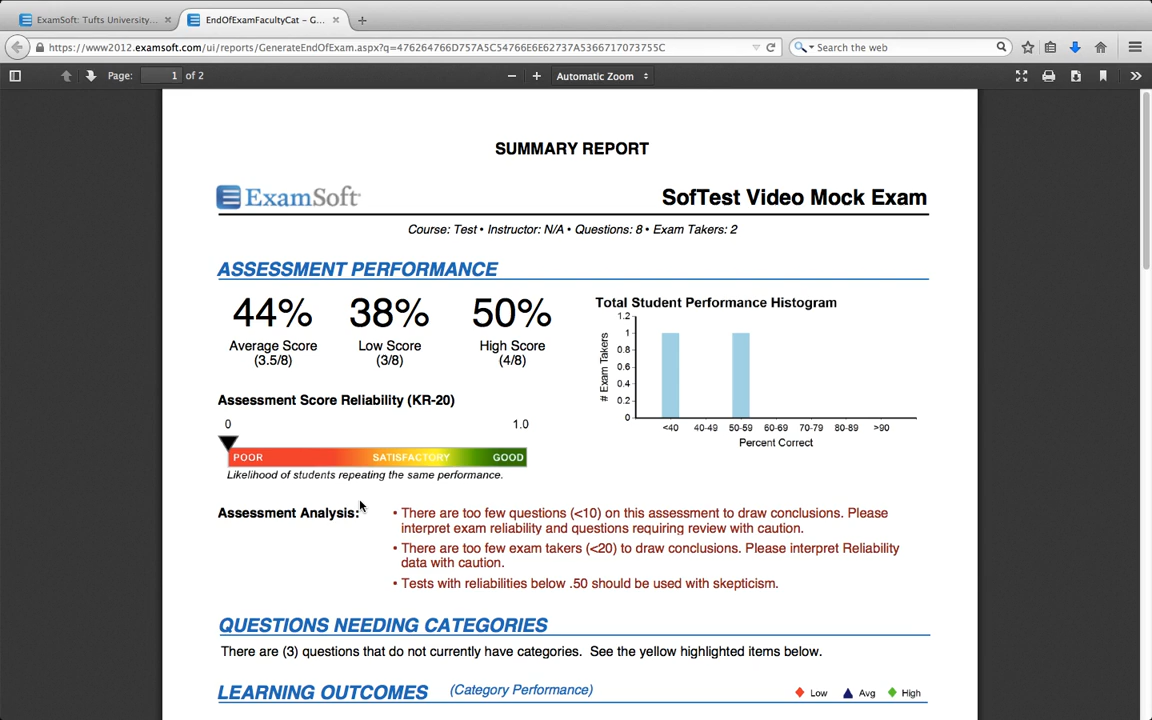 ExamSoft: Tufts University...
EndOfExamFacultyCat - G...
https://www2012.examsoft.com/ui/reports/GenerateEndOfExam.aspx?q=476264766D757A5C54766E6E62737A5366717073755C
Search the web
Page: 1 of 2
Automatic Zoom
SUMMARY REPORT
ExamSoft
SofTest Video Mock Exam
Course: Test • Instructor: N/A • Questions: 8 • Exam Takers: 2
ASSESSMENT PERFORMANCE
44% 38% 50%
Average Score Low Score High Score
(3.5/8) (3/8) (4/8)
Total Student Performance Histogram
1.2
1
0.8
0.6
0.4
0.2
0
# Exam Takers
<40 40-49 50-59 60-69 70-79 80-89 >90
Percent Correct
Assessment Score Reliability (KR-20)
0 1.0
POOR SATISFACTORY GOOD
Likelihood of students repeating the same performance.
Assessment Analysis:
• There are too few questions (<10) on this assessment to draw conclusions. Please
interpret exam reliability and questions requiring review with caution.
• There are too few exam takers (<20) to draw conclusions. Please interpret Reliability
data with caution.
• Tests with reliabilities below .50 should be used with skepticism.
QUESTIONS NEEDING CATEGORIES
There are (3) questions that do not currently have categories. See the yellow highlighted items below.
LEARNING OUTCOMES (Category Performance)
Low Avg High